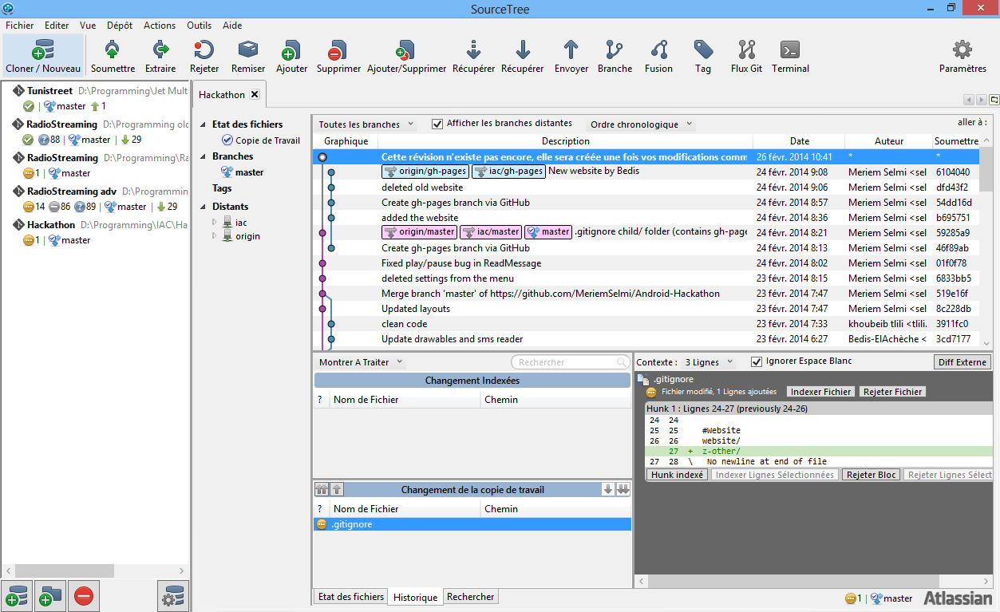 SourceTree
Fichier Editer Vue Dépôt Actions Outils Aide
Cloner / Nouveau Soumettre Extraire Rejeter Remiser Ajouter Supprimer Ajouter/Supprimer Récupérer Récupérer Envoyer Branche Fusion Tag Flux Git Terminal Paramètres
Tunistreet D:\Programming\Jet Mult
master 1
RadioStreaming D:\Programming old
88 master 29
RadioStreaming D:\Programming\Ra
1 master
RadioStreaming adv D:\Programmin
14 86 89 master 29
Hackathon D:\Programming\IAC\Ha
1 master
Hackathon
Etat des fichiers
Copie de Travail
Branches
master
Tags
Distants
iac
origin
Toutes les branches Afficher les branches distantes Ordre chronologique aller à :
Graphique Description Date Auteur Soumettre
Cette révision n'existe pas encore, elle sera créée une fois vos modifications comm 26 févr. 2014 10:41 * *
origin/gh-pages iac/gh-pages New website by Bedis 24 févr. 2014 9:08 Meriem Selmi <sel 6104040
deleted old website 24 févr. 2014 9:06 Meriem Selmi <sel dfd43f2
Create gh-pages branch via GitHub 24 févr. 2014 8:57 Meriem Selmi <sel 54dd16d
added the website 24 févr. 2014 8:36 Meriem Selmi <sel b695751
origin/master iac/master master .gitignore child/ folder (contains gh-page 24 févr. 2014 8:21 Meriem Selmi <sel 59285a9
Create gh-pages branch via GitHub 24 févr. 2014 8:13 Meriem Selmi <sel 46f89ab
Fixed play/pause bug in ReadMessage 24 févr. 2014 8:02 Meriem Selmi <sel 01f0f78
deleted settings from the menu 23 févr. 2014 8:15 Meriem Selmi <sel 6833bb5
Merge branch 'master' of https://github.com/MeriemSelmi/Android-Hackathon 23 févr. 2014 7:47 Meriem Selmi <sel 519e16f
Updated layouts 23 févr. 2014 7:47 Meriem Selmi <sel 8c228db
clean code 23 févr. 2014 7:33 khoubeib tlili <tlili. 3911fc0
Update drawables and sms reader 23 févr. 2014 6:27 Bedis-ElAchèche < 3cd7177
Montrer A Traiter Rechercher
Changement Indexées
? Nom de Fichier Chemin
Changement de la copie de travail
? Nom de Fichier Chemin
.gitignore
Etat des fichiers Historique Rechercher
Contexte : 3 Lignes Ignorer Espace Blanc Diff Externe
.gitignore
Fichier modifié, 1 Lignes ajoutées Indexer Fichier Rejeter Fichier
Hunk 1 : Lignes 24-27 (previously 24-26)
24 24
25 25 #Website
26 26 website/
27 + z-other/
27 28 \ No newline at end of file
Hunk indexé Indexer Lignes Sélectionnées Rejeter Bloc Rejeter Lignes Sélect
1 master Atlassian